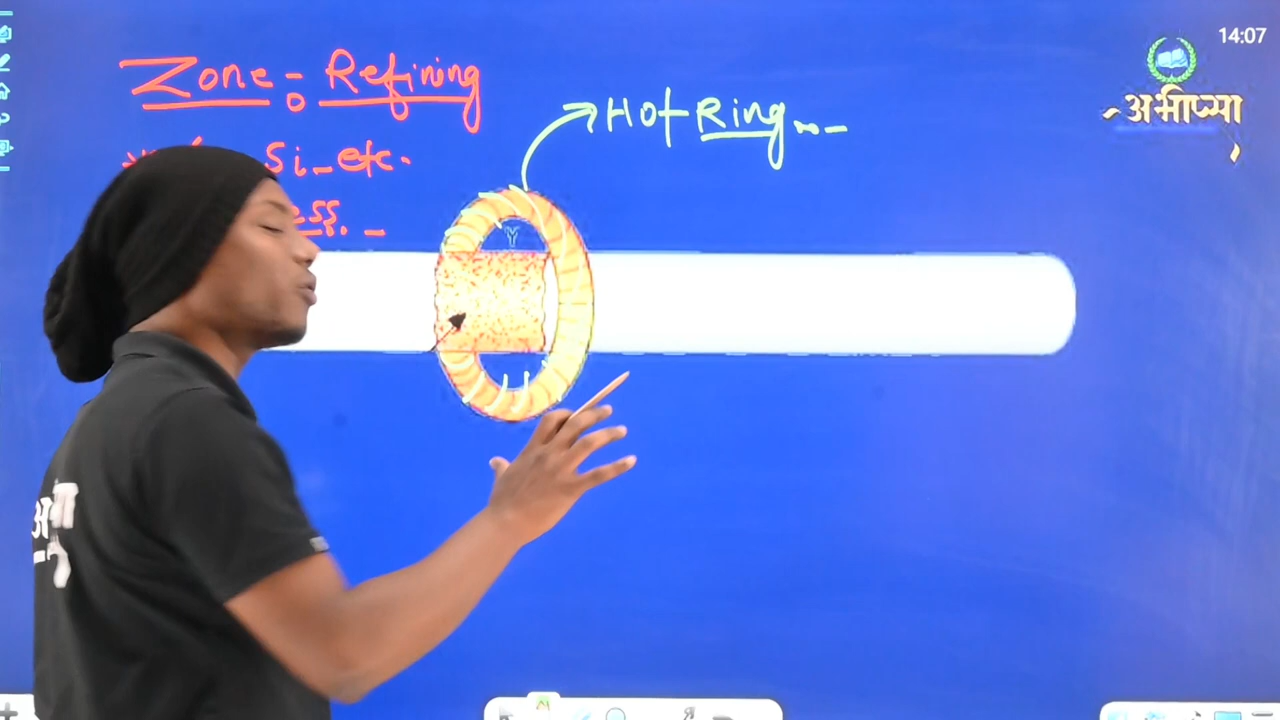 Zone:- Refining
14:07
अभीप्सा
Hot Ring
Si etc.
Y